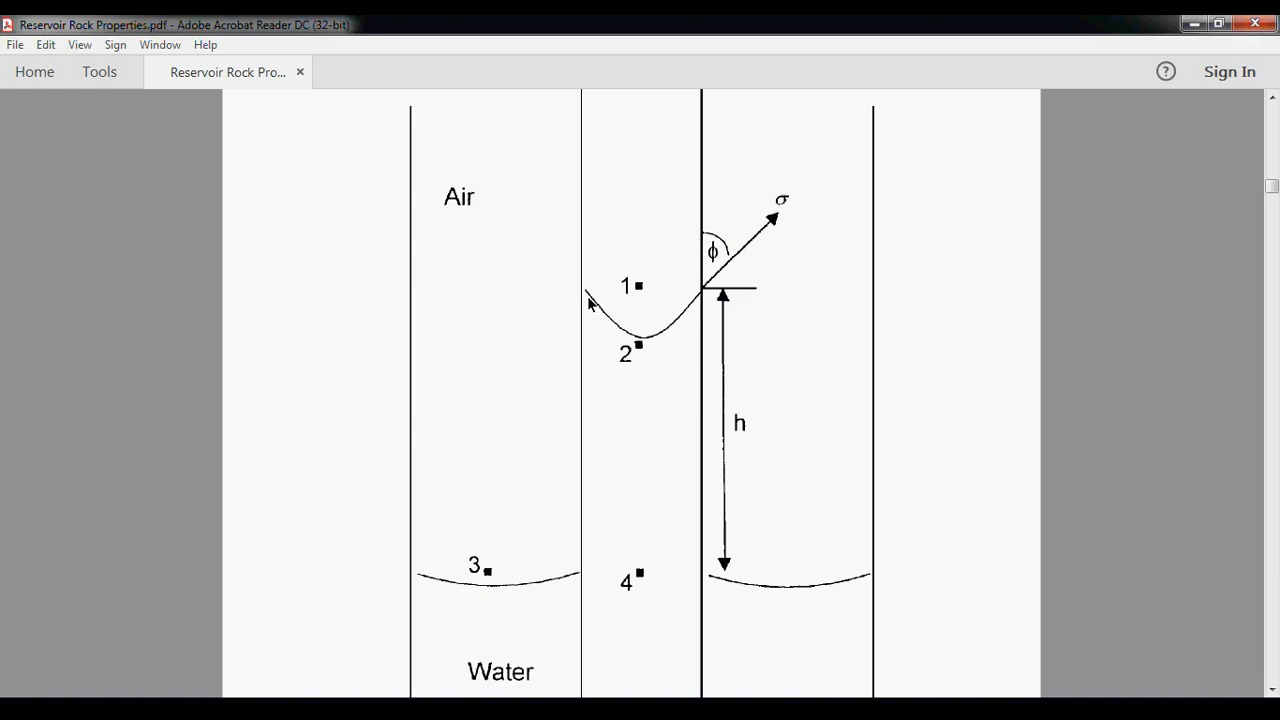 Reservoir Rock Properties.pdf - Adobe Acrobat Reader DC (32-bit)
File Edit View Sign Window Help
Home Tools Reservoir Rock Pro... × ? Sign In
Air
σ
ϕ
1
2
h
3
4
Water